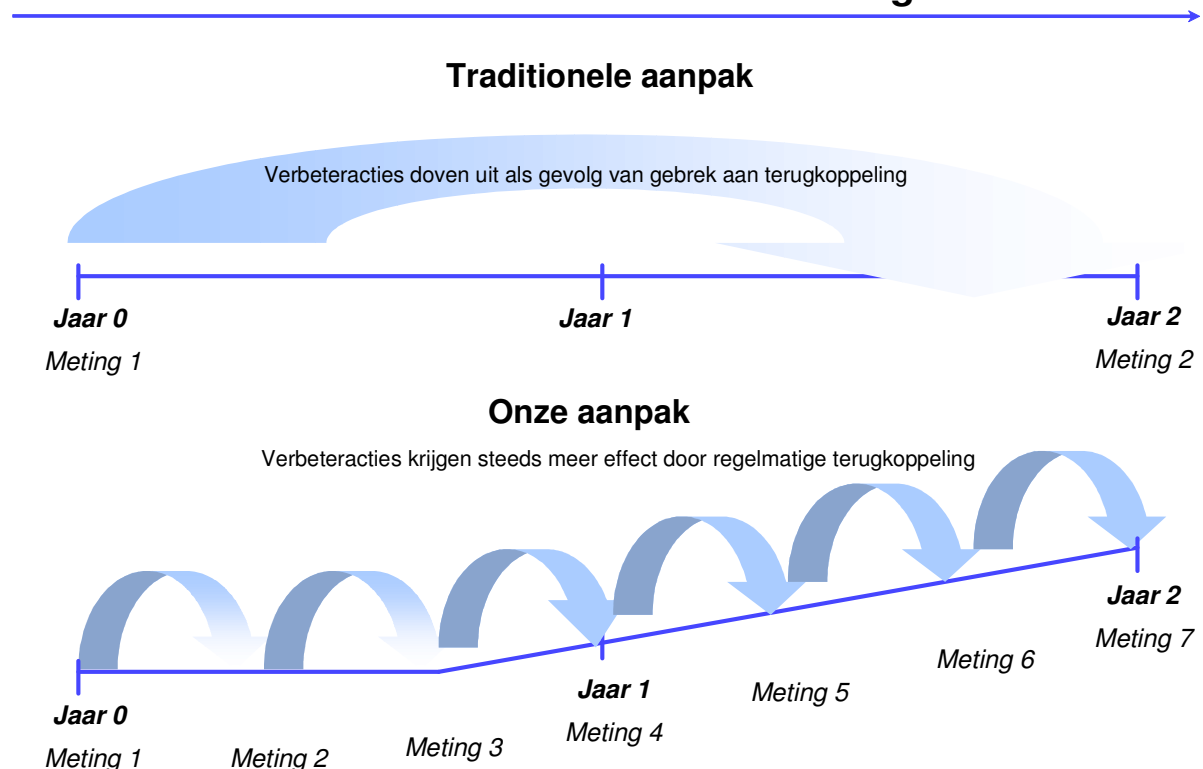 Traditionele aanpak
Verbeteracties doven uit als gevolg van gebrek aan terugkoppeling
Jaar 0
Jaar 1
Jaar 2
Meting 1
Meting 2
Onze aanpak
Verbeteracties krijgen steeds meer effect door regelmatige terugkoppeling
Jaar 2
Meting 7
Meting 6
Jaar 1
Meting 5
Jaar 0
Meting 4
Meting 3
Meting 1
Meting 2